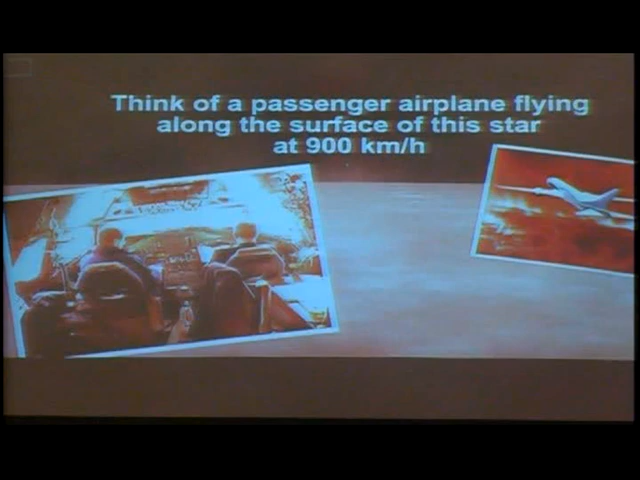 Think of a passenger airplane flying
along the surface of this star
at 900 km/h